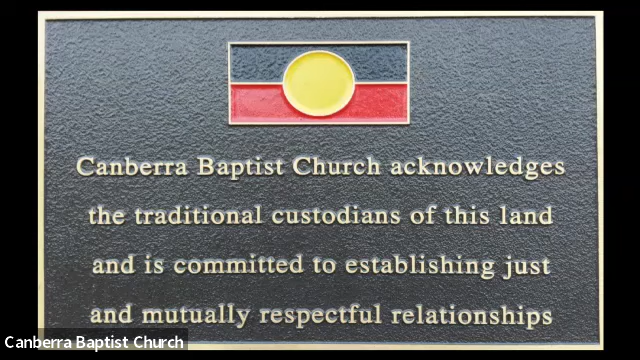 Canberra Baptist Church acknowledges
the traditional custodians of this land
and is committed to establishing just
and mutually respectful relationships
Canberra Baptist Church